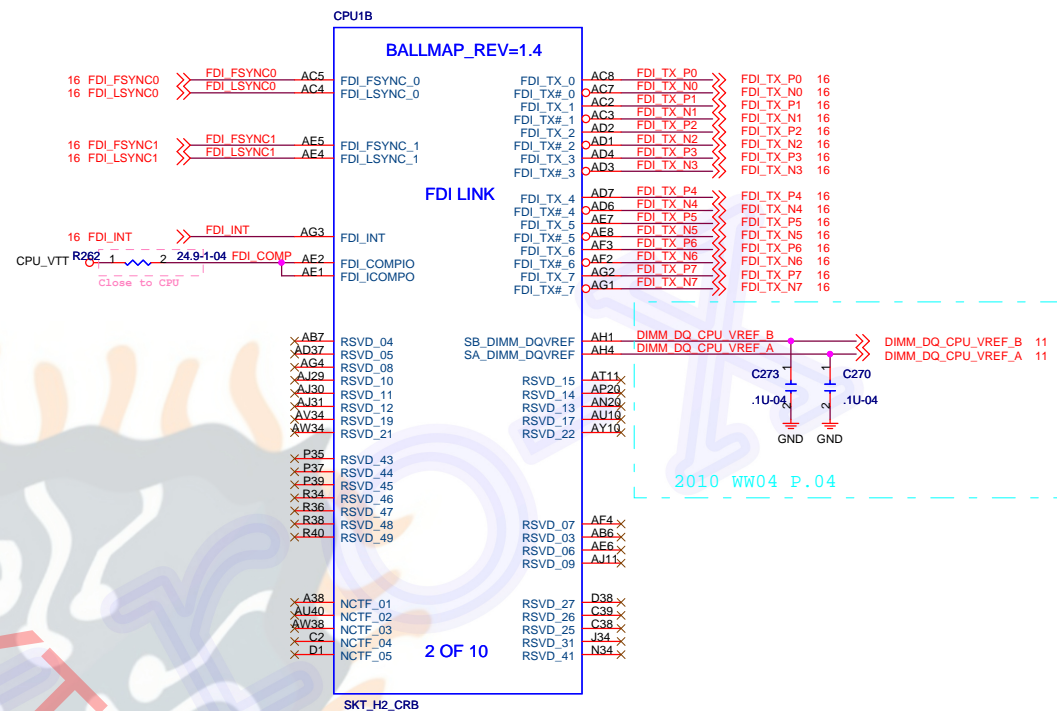 CPU1B
BALLMAP_REV=1.4
16 FDI_FSYNC0 FDI_FSYNC0 AC5 FDI_FSYNC_0
16 FDI_LSYNC0 FDI_LSYNC0 AC4 FDI_LSYNC_0
16 FDI_FSYNC1 FDI_FSYNC1 AE5 FDI_FSYNC_1
16 FDI_LSYNC1 FDI_LSYNC1 AE4 FDI_LSYNC_1
FDI LINK
16 FDI_INT FDI_INT AG3 FDI_INT
CPU_VTT R262 1 2 24.9-1-04 FDI_COMP AE2 FDI_COMPIO
AE1 FDI_ICOMPO
Close to CPU
FDI_TX_0 AC8 FDI_TX_P0 FDI_TX_P0 16
FDI_TX#_0 AC7 FDI_TX_N0 FDI_TX_N0 16
FDI_TX_1 AC2 FDI_TX_P1 FDI_TX_P1 16
FDI_TX#_1 AC3 FDI_TX_N1 FDI_TX_N1 16
FDI_TX_2 AD2 FDI_TX_P2 FDI_TX_P2 16
FDI_TX#_2 AD1 FDI_TX_N2 FDI_TX_N2 16
FDI_TX_3 AD4 FDI_TX_P3 FDI_TX_P3 16
FDI_TX#_3 AD3 FDI_TX_N3 FDI_TX_N3 16
FDI_TX_4 AD7 FDI_TX_P4 FDI_TX_P4 16
FDI_TX#_4 AD6 FDI_TX_N4 FDI_TX_N4 16
FDI_TX_5 AE7 FDI_TX_P5 FDI_TX_P5 16
FDI_TX#_5 AE8 FDI_TX_N5 FDI_TX_N5 16
FDI_TX_6 AF3 FDI_TX_P6 FDI_TX_P6 16
FDI_TX#_6 AF2 FDI_TX_N6 FDI_TX_N6 16
FDI_TX_7 AG2 FDI_TX_P7 FDI_TX_P7 16
FDI_TX#_7 AG1 FDI_TX_N7 FDI_TX_N7 16
AB7 RSVD_04
AD37 RSVD_05
AG4 RSVD_08
AJ29 RSVD_10
AJ30 RSVD_11
AJ31 RSVD_12
AV34 RSVD_19
AW34 RSVD_21
SB_DIMM_DQVREF AH1 DIMM_DQ_CPU_VREF_B DIMM_DQ_CPU_VREF_B 11
SA_DIMM_DQVREF AH4 DIMM_DQ_CPU_VREF_A DIMM_DQ_CPU_VREF_A 11
C273 1 1 C270
.1U-04 2 2 .1U-04
GND GND
2010 WW04 P.04
RSVD_15 AT11
RSVD_14 AP20
RSVD_13 AN20
RSVD_17 AU10
RSVD_22 AY10
P35 RSVD_43
P37 RSVD_44
P39 RSVD_45
R34 RSVD_46
R36 RSVD_47
R38 RSVD_48
R40 RSVD_49
RSVD_07 AF4
RSVD_03 AB6
RSVD_06 AE6
RSVD_09 AJ11
A38 NCTF_01
AU40 NCTF_02
AW38 NCTF_03
C2 NCTF_04
D1 NCTF_05
2 OF 10
RSVD_27 D38
RSVD_26 C39
RSVD_25 C38
RSVD_31 J34
RSVD_41 N34
SKT_H2_CRB